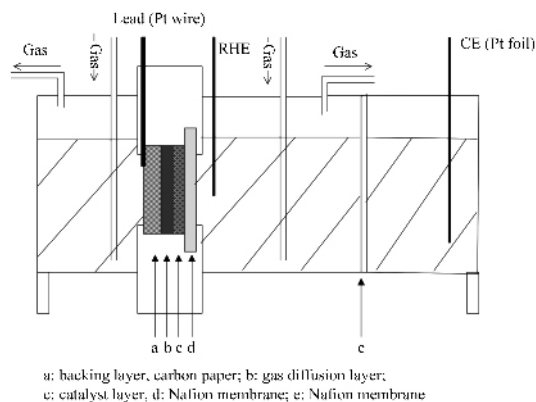 Lead (Pt wire)
Gas
Gas
RHE
Gas
Gas
CE (Pt foil)
a b c d
e
a: backing layer, carbon paper; b: gas diffusion layer;
c: catalyst layer, d: Nafion membrane; e: Nafion membrane